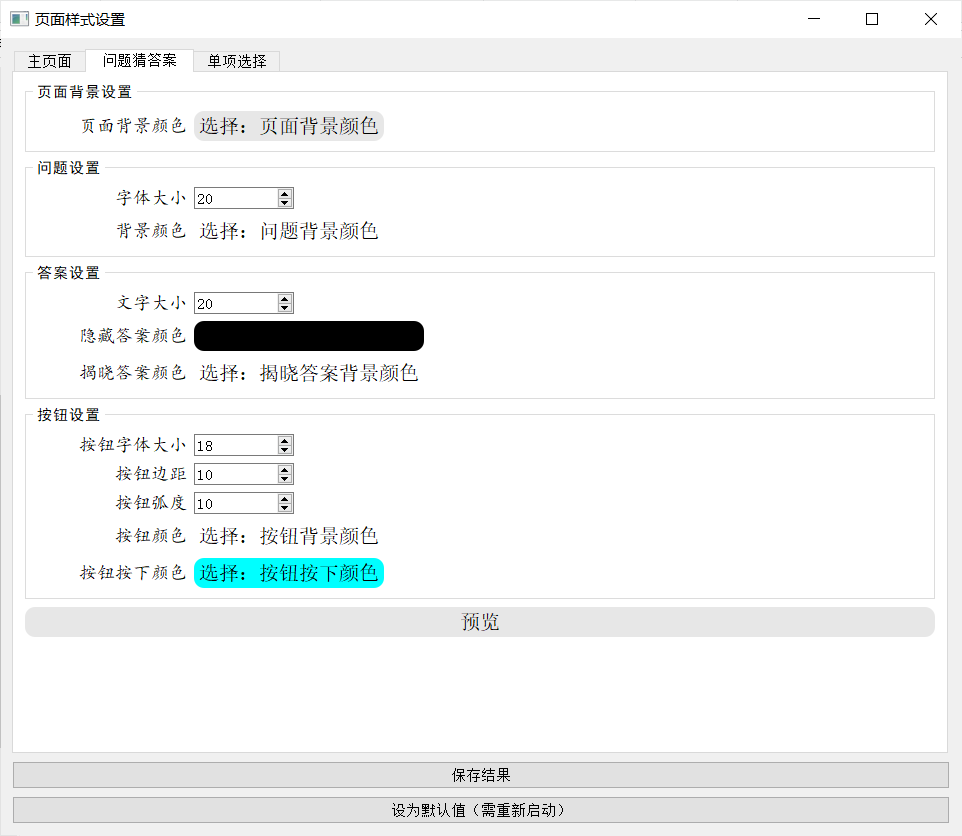 页面样式设置
主页面 问题猜答案 单项选择
页面背景设置
页面背景颜色 选择：页面背景颜色
问题设置
字体大小 20
背景颜色 选择：问题背景颜色
答案设置
文字大小 20
隐藏答案颜色
揭晓答案颜色 选择：揭晓答案背景颜色
按钮设置
按钮字体大小 18
按钮边距 10
按钮弧度 10
按钮颜色 选择：按钮背景颜色
按钮按下颜色 选择：按钮按下颜色
预览
保存结果
设为默认值（需重新启动）